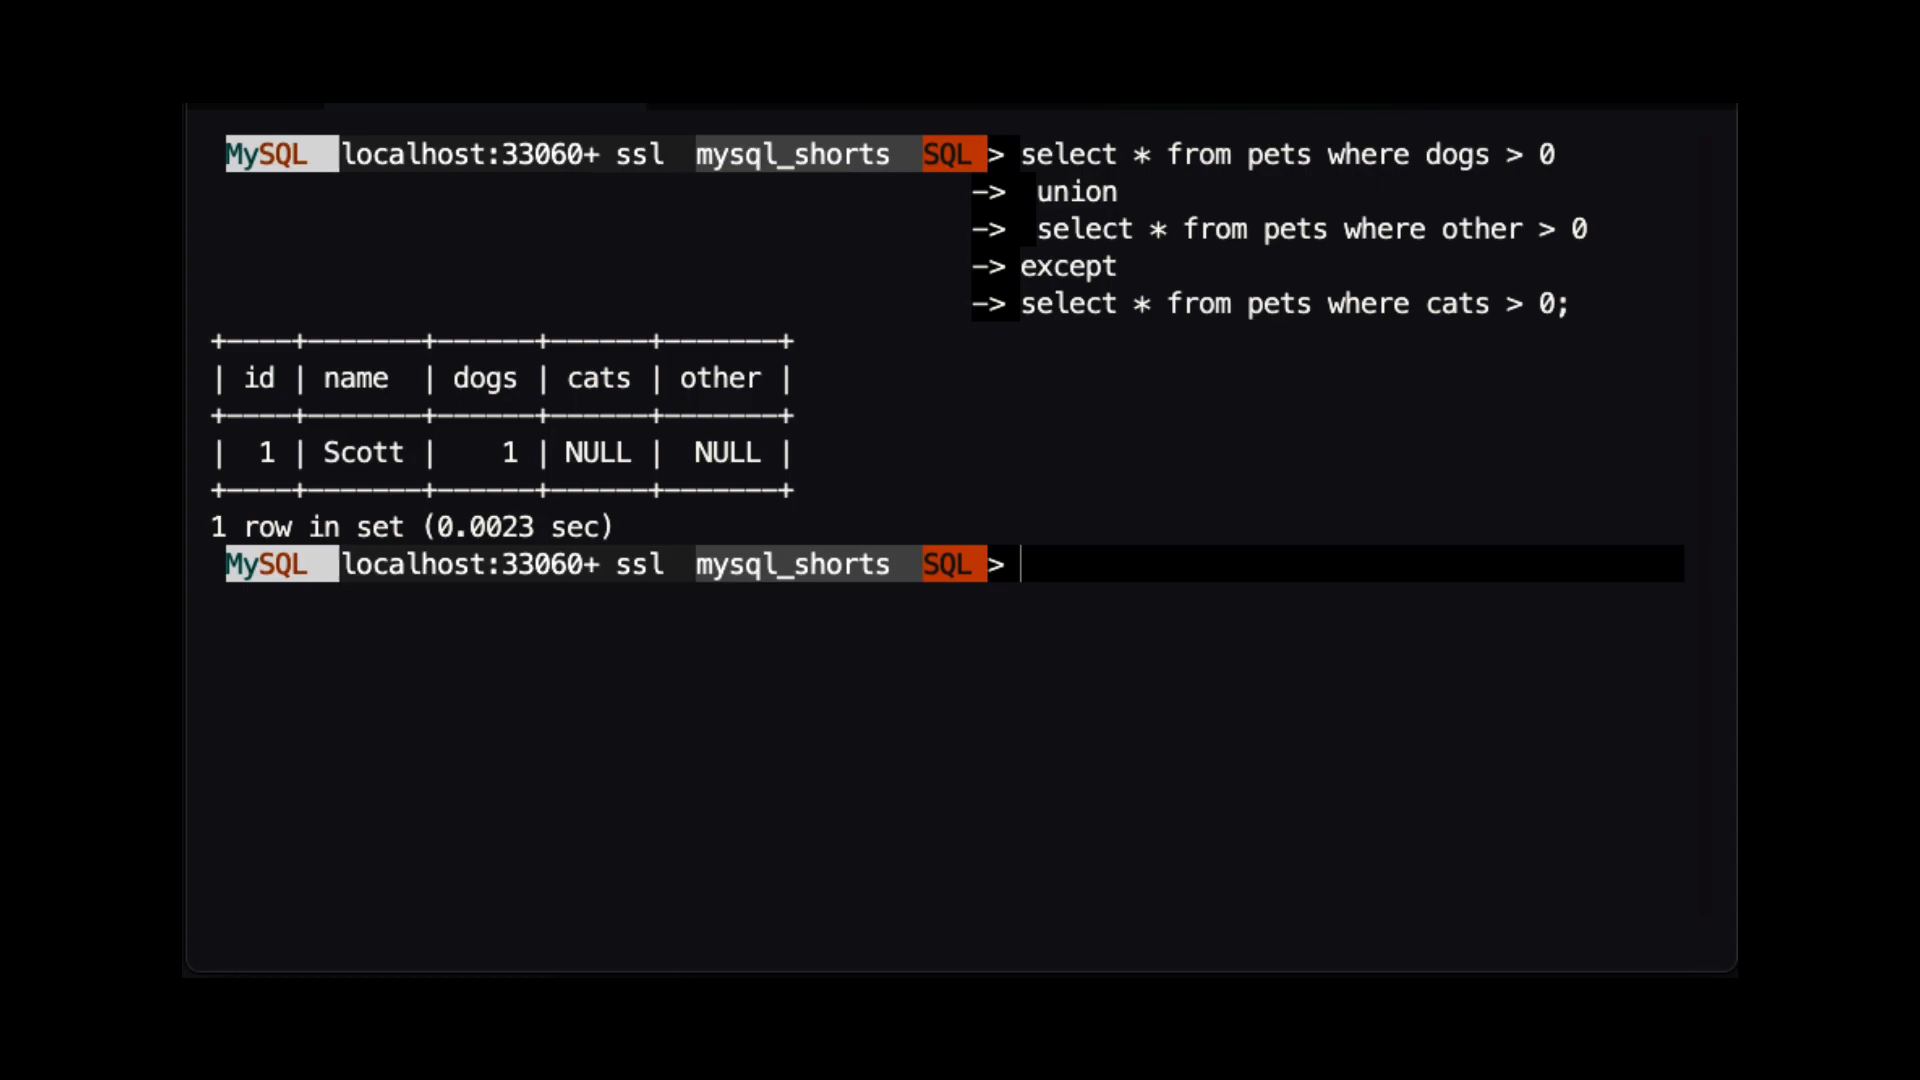 MySQL localhost:33060+ ssl mysql_shorts SQL > select * from pets where dogs > 0
-> union
-> select * from pets where other > 0
-> except
-> select * from pets where cats > 0;
+----+-------+------+------+-------+
| id | name  | dogs | cats | other |
+----+-------+------+------+-------+
|  1 | Scott |    1 | NULL |  NULL |
+----+-------+------+------+-------+
1 row in set (0.0023 sec)
MySQL localhost:33060+ ssl mysql_shorts SQL >